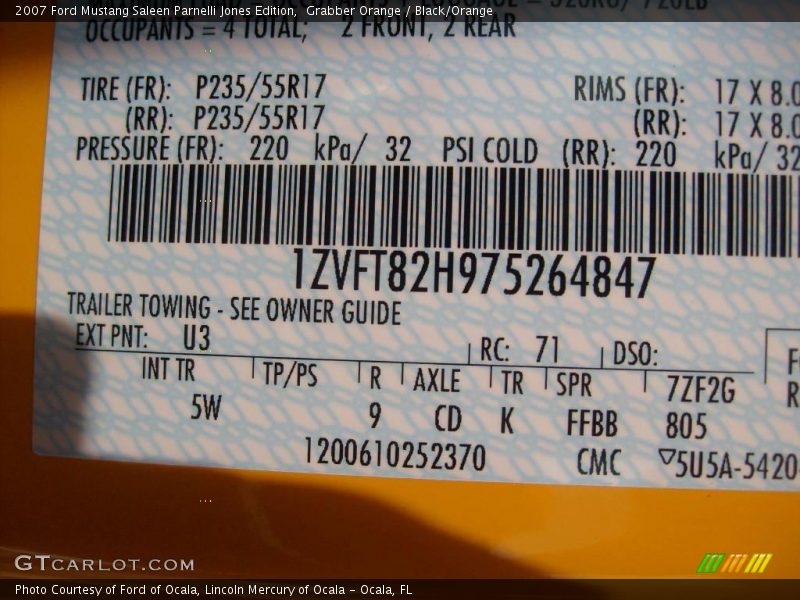 2007 Ford Mustang Saleen Parnelli Jones Edition, Grabber Orange / Black/Orange
OCCUPANTS = 4 TOTAL; 2 FRONT, 2 REAR
TIRE (FR): P235/55R17 RIMS (FR): 17 X 8.0
(RR): P235/55R17 (RR): 17 X 8.0
PRESSURE (FR): 220 kPa/ 32 PSI COLD (RR): 220 kPa/ 32
1ZVFT82H975264847
TRAILER TOWING - SEE OWNER GUIDE
EXT PNT: U3 RC: 71 DSO:
INT TR TP/PS R AXLE TR SPR 7ZF2G
5W 9 CD K FFBB 805
1200610252370 CMC ▽5U5A-5420
GTCARLOT.COM
Photo Courtesy of Ford of Ocala, Lincoln Mercury of Ocala - Ocala, FL